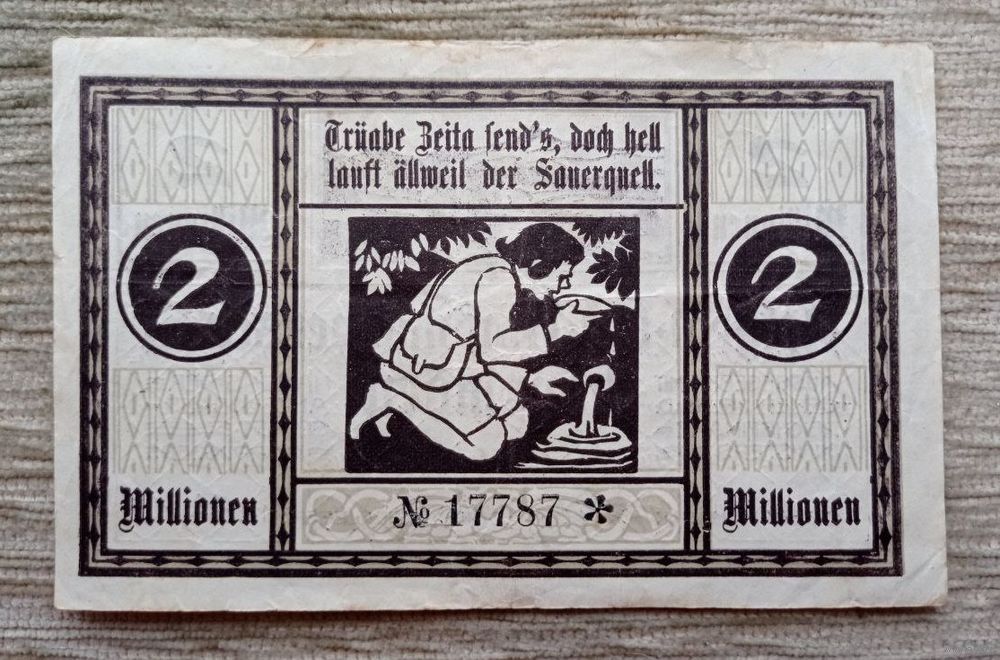 Trüabe Zeita send's, doch hell
lauft ällweil der Sauerquell.
2
2
Millionen
№ 17787 *
Millionen